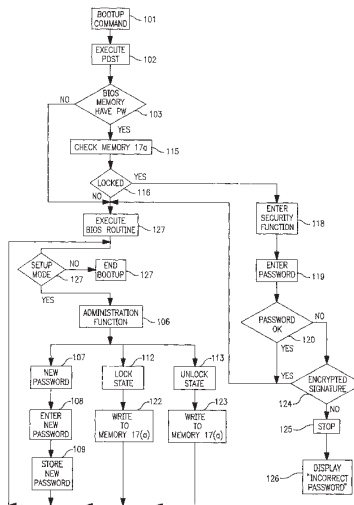 BOOTUP
COMMAND
101
EXECUTE
POST
102
BIOS
MEMORY
HAVE PW
103
NO
YES
CHECK MEMORY 17a
115
LOCKED
116
YES
NO
EXECUTE
BIOS ROUTINE
127
ENTER
SECURITY
FUNCTION
118
ENTER
PASSWORD
119
PASSWORD
OK
120
NO
YES
YES
ENCRYPTED
SIGNATURE
124
NO
STOP
125
DISPLAY
"INCORRECT
PASSWORD"
126
SETUP
MODE
127
NO
END
BOOTUP
127
YES
ADMINISTRATION
FUNCTION
106
NEW
PASSWORD
107
LOCK
STATE
112
UNLOCK
STATE
113
ENTER
NEW
PASSWORD
108
WRITE
TO
MEMORY 17(a)
122
WRITE
TO
MEMORY 17(a)
123
STORE
NEW
PASSWORD
109